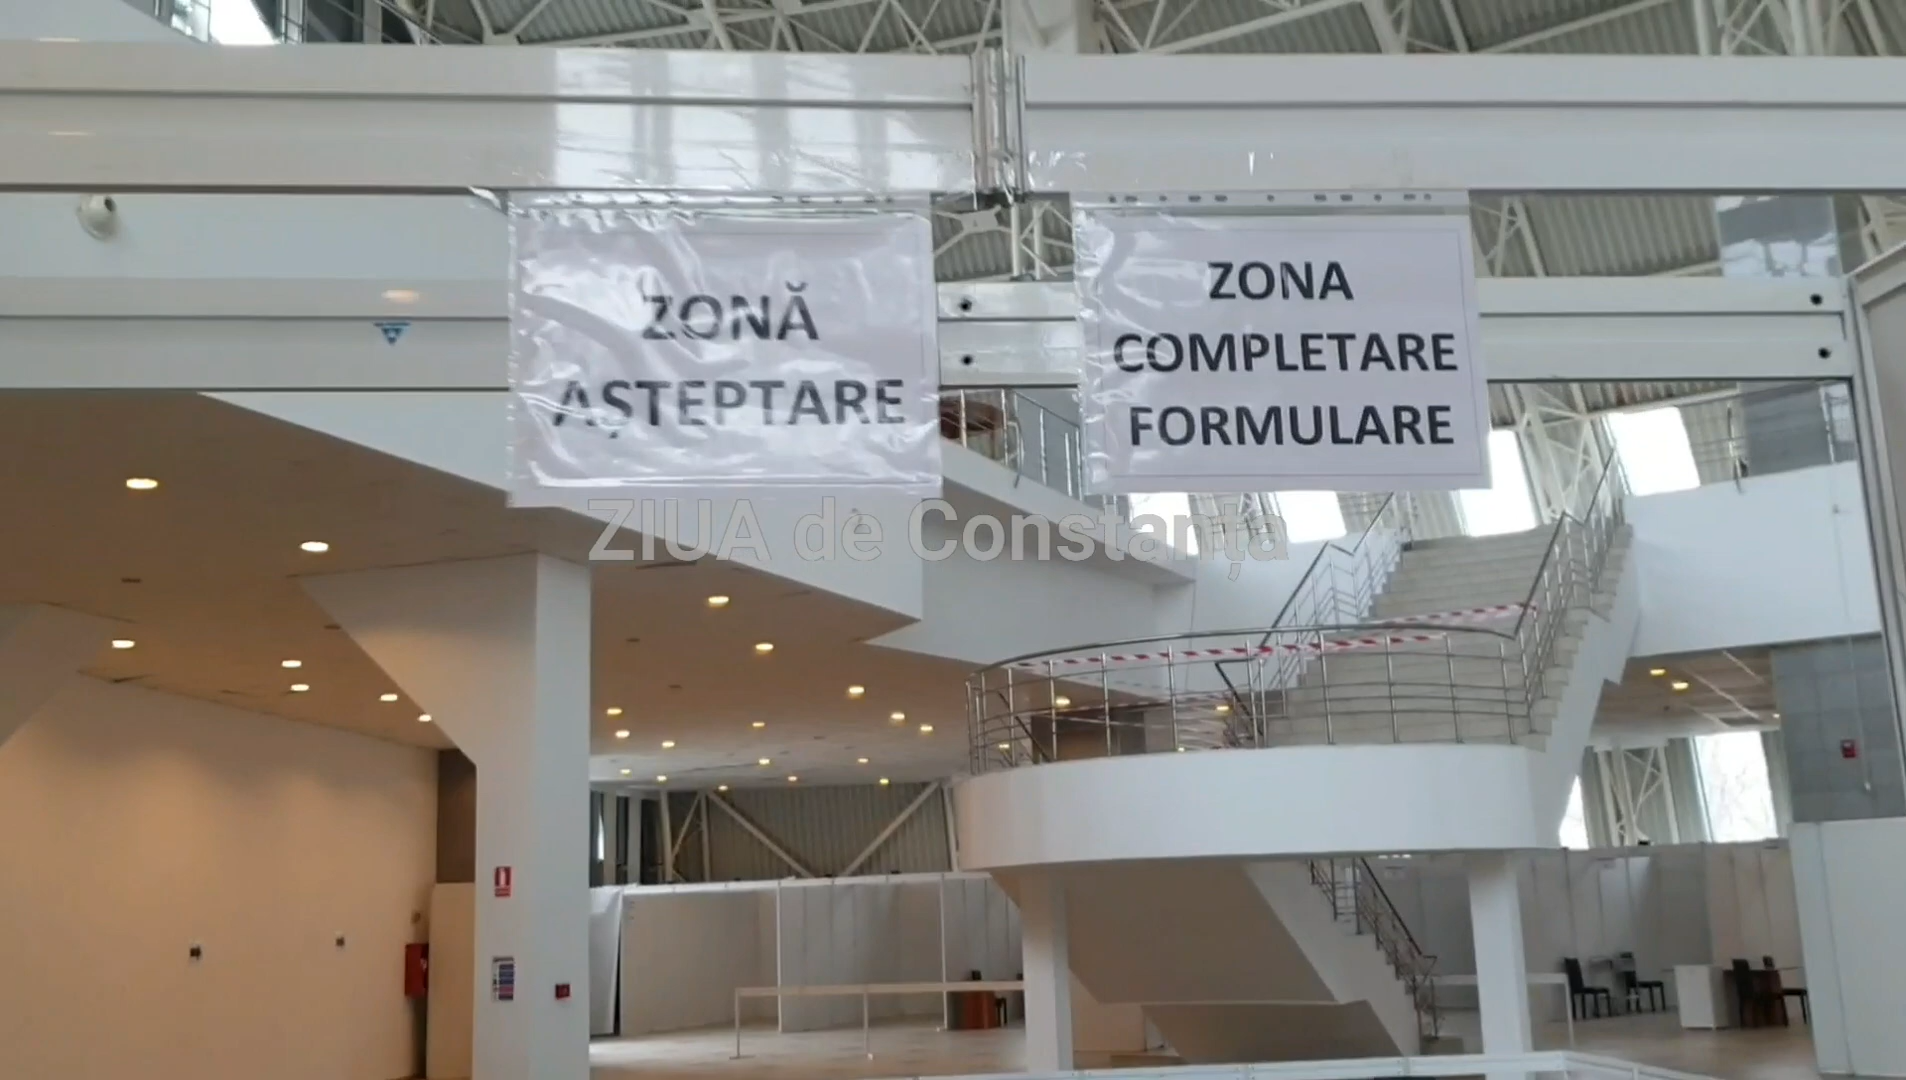 ZONĂ
AȘTEPTARE
ZONA
COMPLETARE
FORMULARE
ZIUA de Constanța